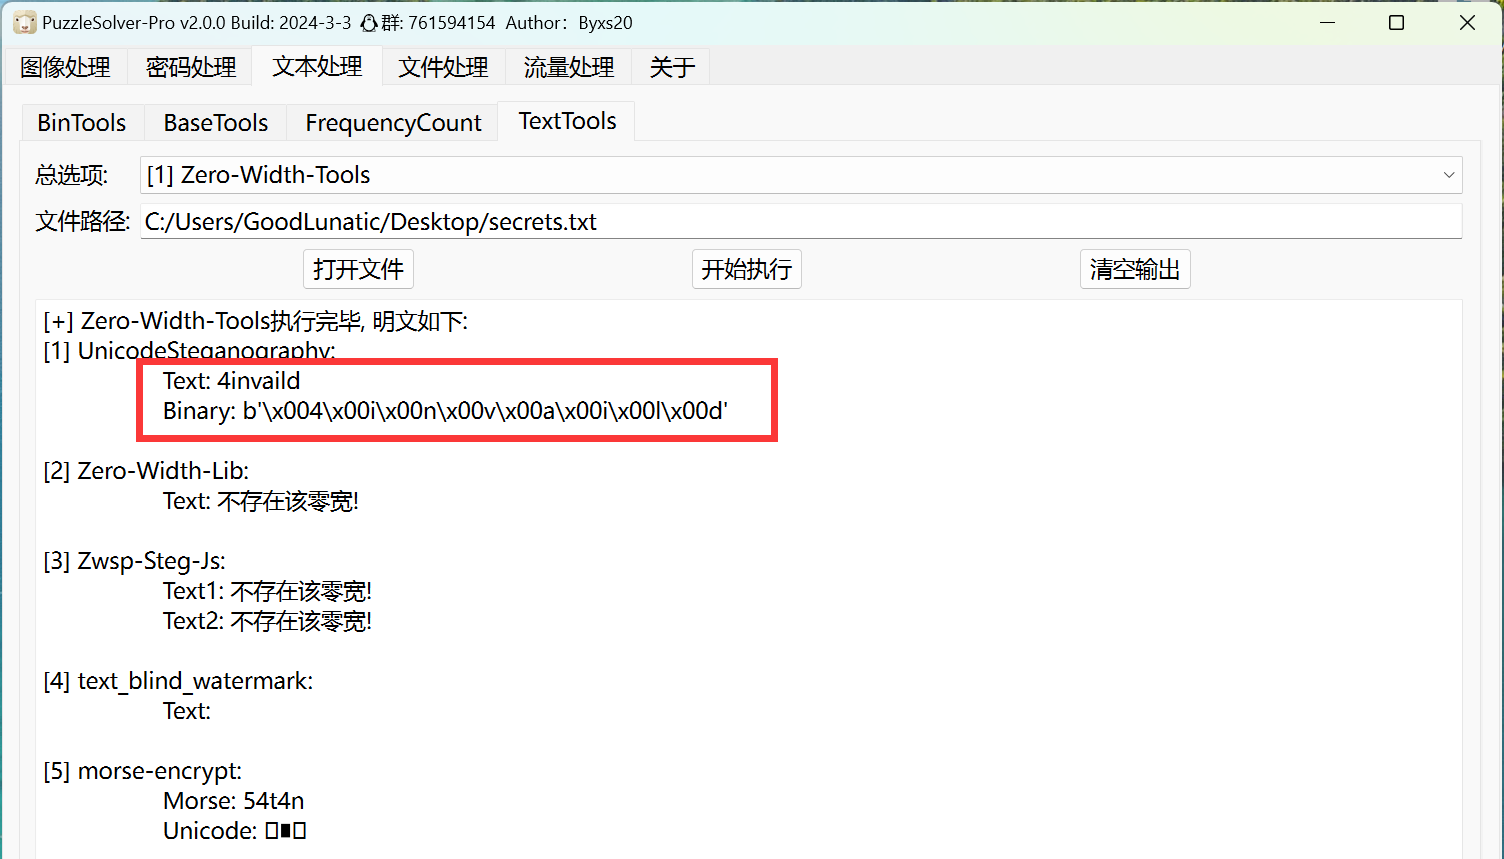 PuzzleSolver-Pro v2.0.0 Build: 2024-3-3 群: 761594154 Author: Byxs20
图像处理 密码处理 文本处理 文件处理 流量处理 关于
BinTools BaseTools FrequencyCount TextTools
总选项: [1] Zero-Width-Tools
文件路径: C:/Users/GoodLunatic/Desktop/secrets.txt
打开文件 开始执行 清空输出
[+] Zero-Width-Tools执行完毕, 明文如下:
[1] UnicodeSteganography:
Text: 4invaild
Binary: b'\x004\x00i\x00n\x00v\x00a\x00i\x00l\x00d'
[2] Zero-Width-Lib:
Text: 不存在该零宽!
[3] Zwsp-Steg-Js:
Text1: 不存在该零宽!
Text2: 不存在该零宽!
[4] text_blind_watermark:
Text:
[5] morse-encrypt:
Morse: 54t4n
Unicode: